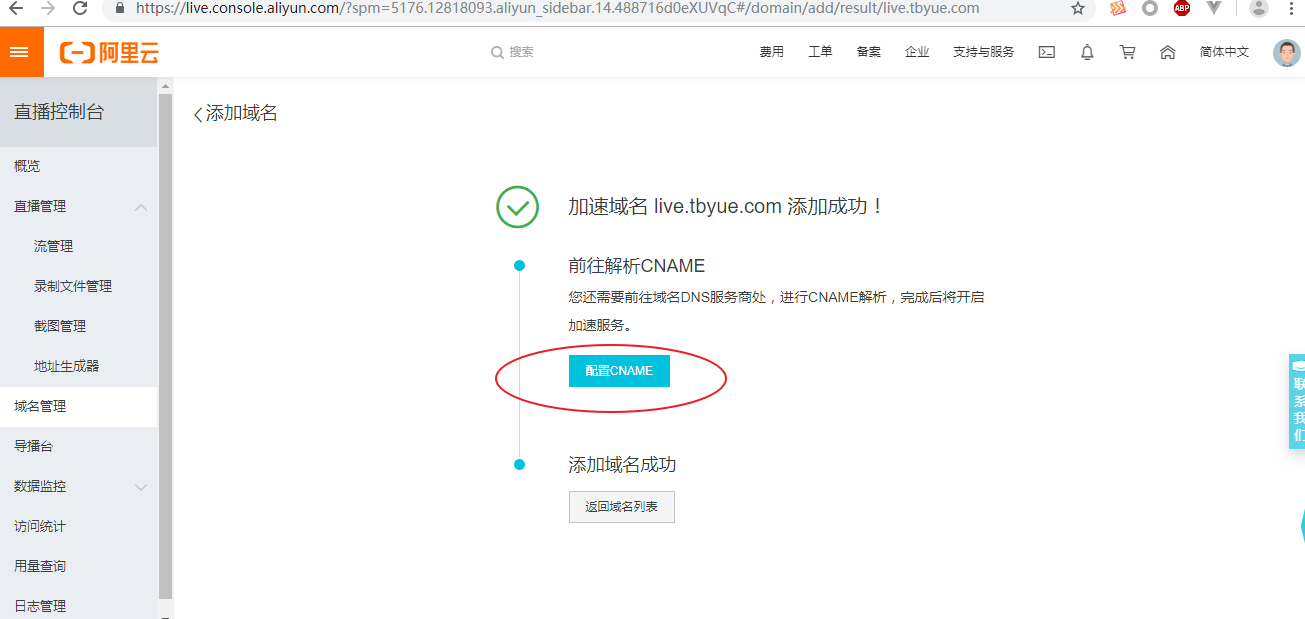 https://live.console.aliyun.com/?spm=5176.12818093.aliyun_sidebar.14.488716d0eXUVqC#/domain/add/result/live.tbyue.com
ABP
阿里云
搜索
费用
工单
备案
企业
支持与服务
简体中文
直播控制台
概览
直播管理
流管理
录制文件管理
截图管理
地址生成器
域名管理
导播台
数据监控
访问统计
用量查询
日志管理
添加域名
加速域名 live.tbyue.com 添加成功！
前往解析CNAME
您还需要前往域名DNS服务商处，进行CNAME解析，完成后将开启
加速服务。
配置CNAME
添加域名成功
返回域名列表
联系我们